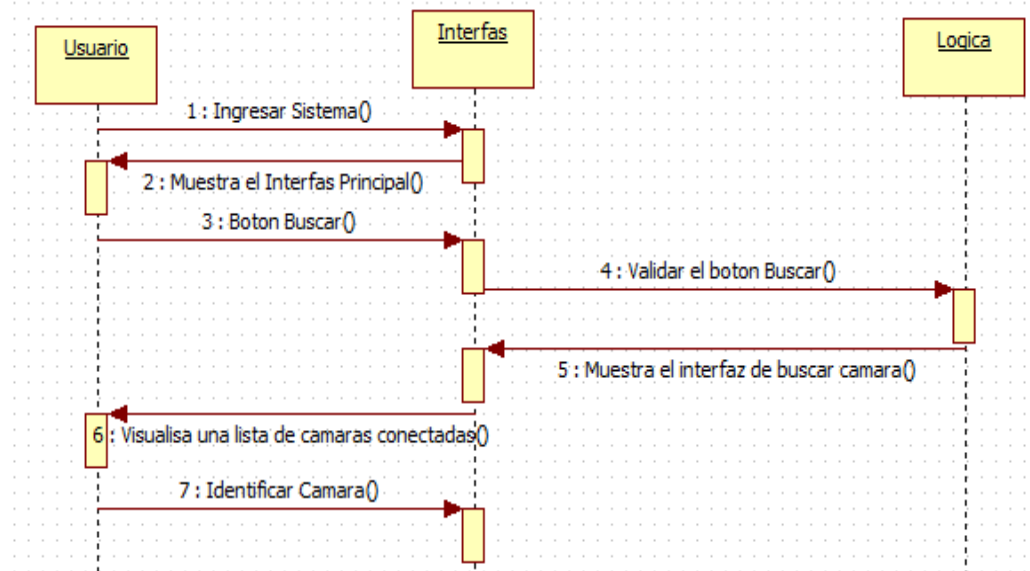 Usuario
Interfas
Logica
1 : Ingresar Sistema()
2 : Muestra el Interfas Principal()
3 : Boton Buscar()
4 : Validar el boton Buscar()
5 : Muestra el interfaz de buscar camara()
6 : Visualisa una lista de camaras conectadas()
7 : Identificar Camara()